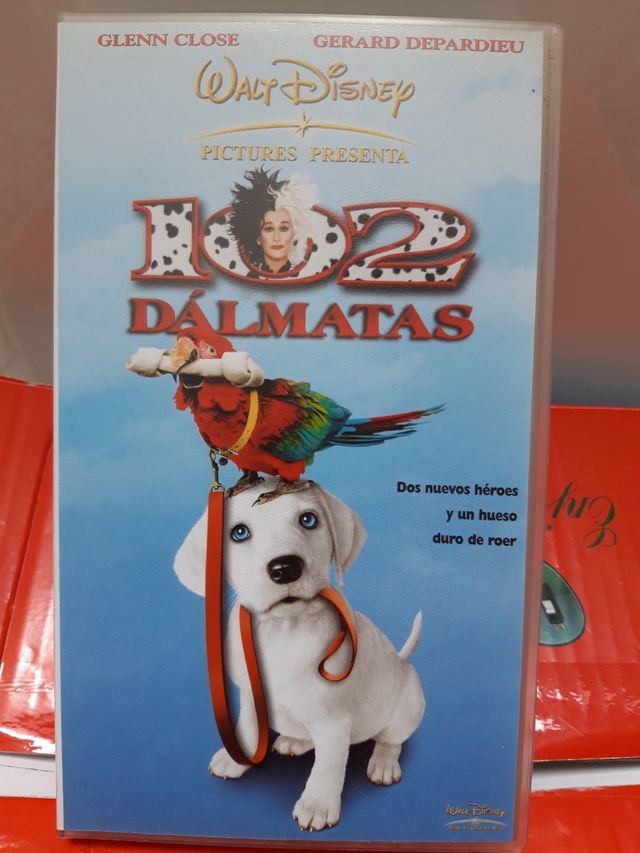 GLENN CLOSE GERARD DEPARDIEU
WALT DISNEY
PICTURES PRESENTA
102
DÁLMATAS
Dos nuevos héroes
y un hueso
duro de roer
WALT DISNEY